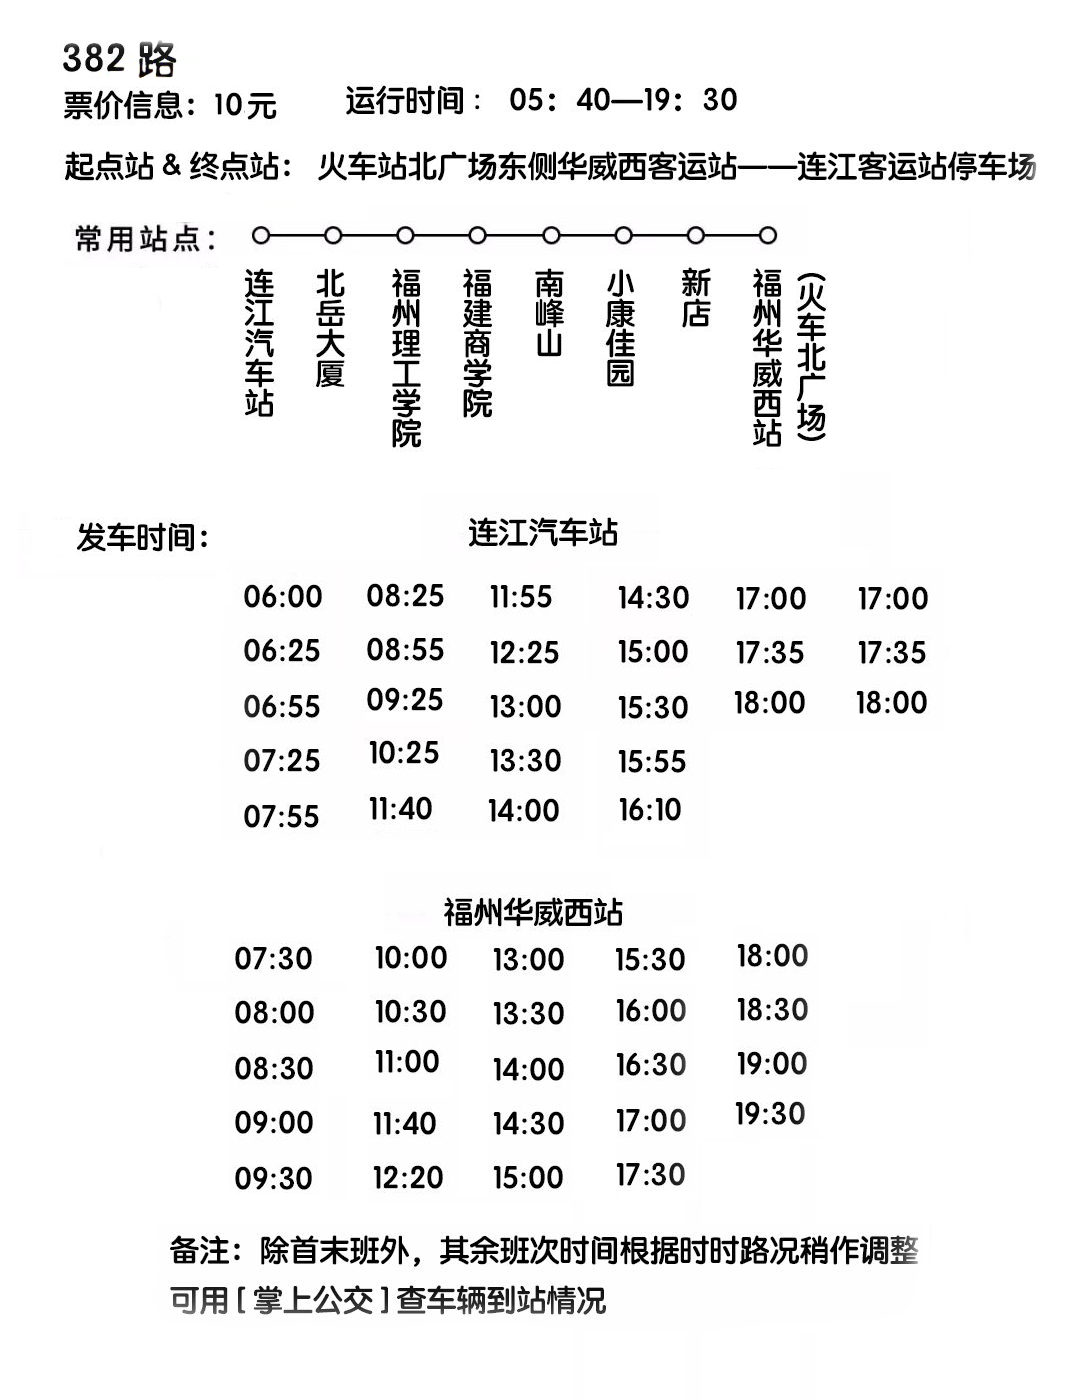 382 路
票价信息：10元 运行时间： 05：40—19：30
起点站 & 终点站： 火车站北广场东侧华威西客运站——连江客运站停车场
常用站点：
连江汽车站
北岳大厦
福州理工学院
福建商学院
南峰山
小康佳园
新店
福州华威西站
（火车北广场）
发车时间： 连江汽车站
06:00 08:25 11:55 14:30 17:00 17:00
06:25 08:55 12:25 15:00 17:35 17:35
06:55 09:25 13:00 15:30 18:00 18:00
07:25 10:25 13:30 15:55
07:55 11:40 14:00 16:10
福州华威西站
07:30 10:00 13:00 15:30 18:00
08:00 10:30 13:30 16:00 18:30
08:30 11:00 14:00 16:30 19:00
09:00 11:40 14:30 17:00 19:30
09:30 12:20 15:00 17:30
备注：除首末班外，其余班次时间根据时时路况稍作调整
可用[掌上公交]查车辆到站情况